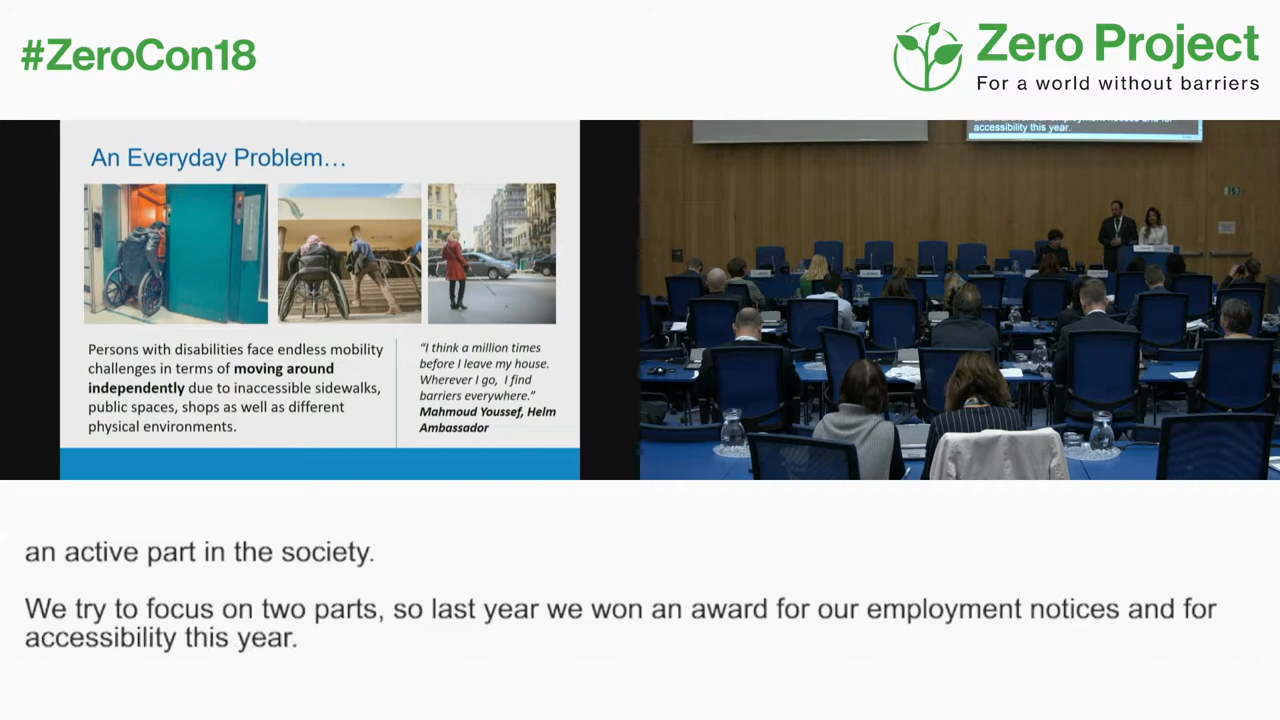 #ZeroCon18
Zero Project
For a world without barriers
An Everyday Problem…
Persons with disabilities face endless mobility
challenges in terms of moving around
independently due to inaccessible sidewalks,
public spaces, shops as well as different
physical environments.
“I think a million times
before I leave my house.
Wherever I go, I find
barriers everywhere.”
Mahmoud Youssef, Helm
Ambassador
accessibility this year.
an active part in the society.
We try to focus on two parts, so last year we won an award for our employment notices and for
accessibility this year.